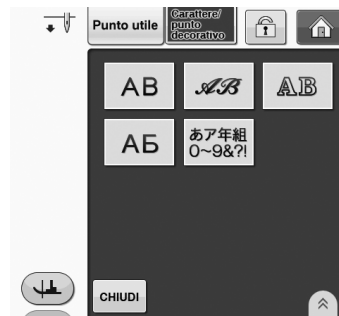 Punto utile
Carattere/
punto
decorativo
AB
AB
AB
АБ
あア年組
0~9&?!
CHIUDI